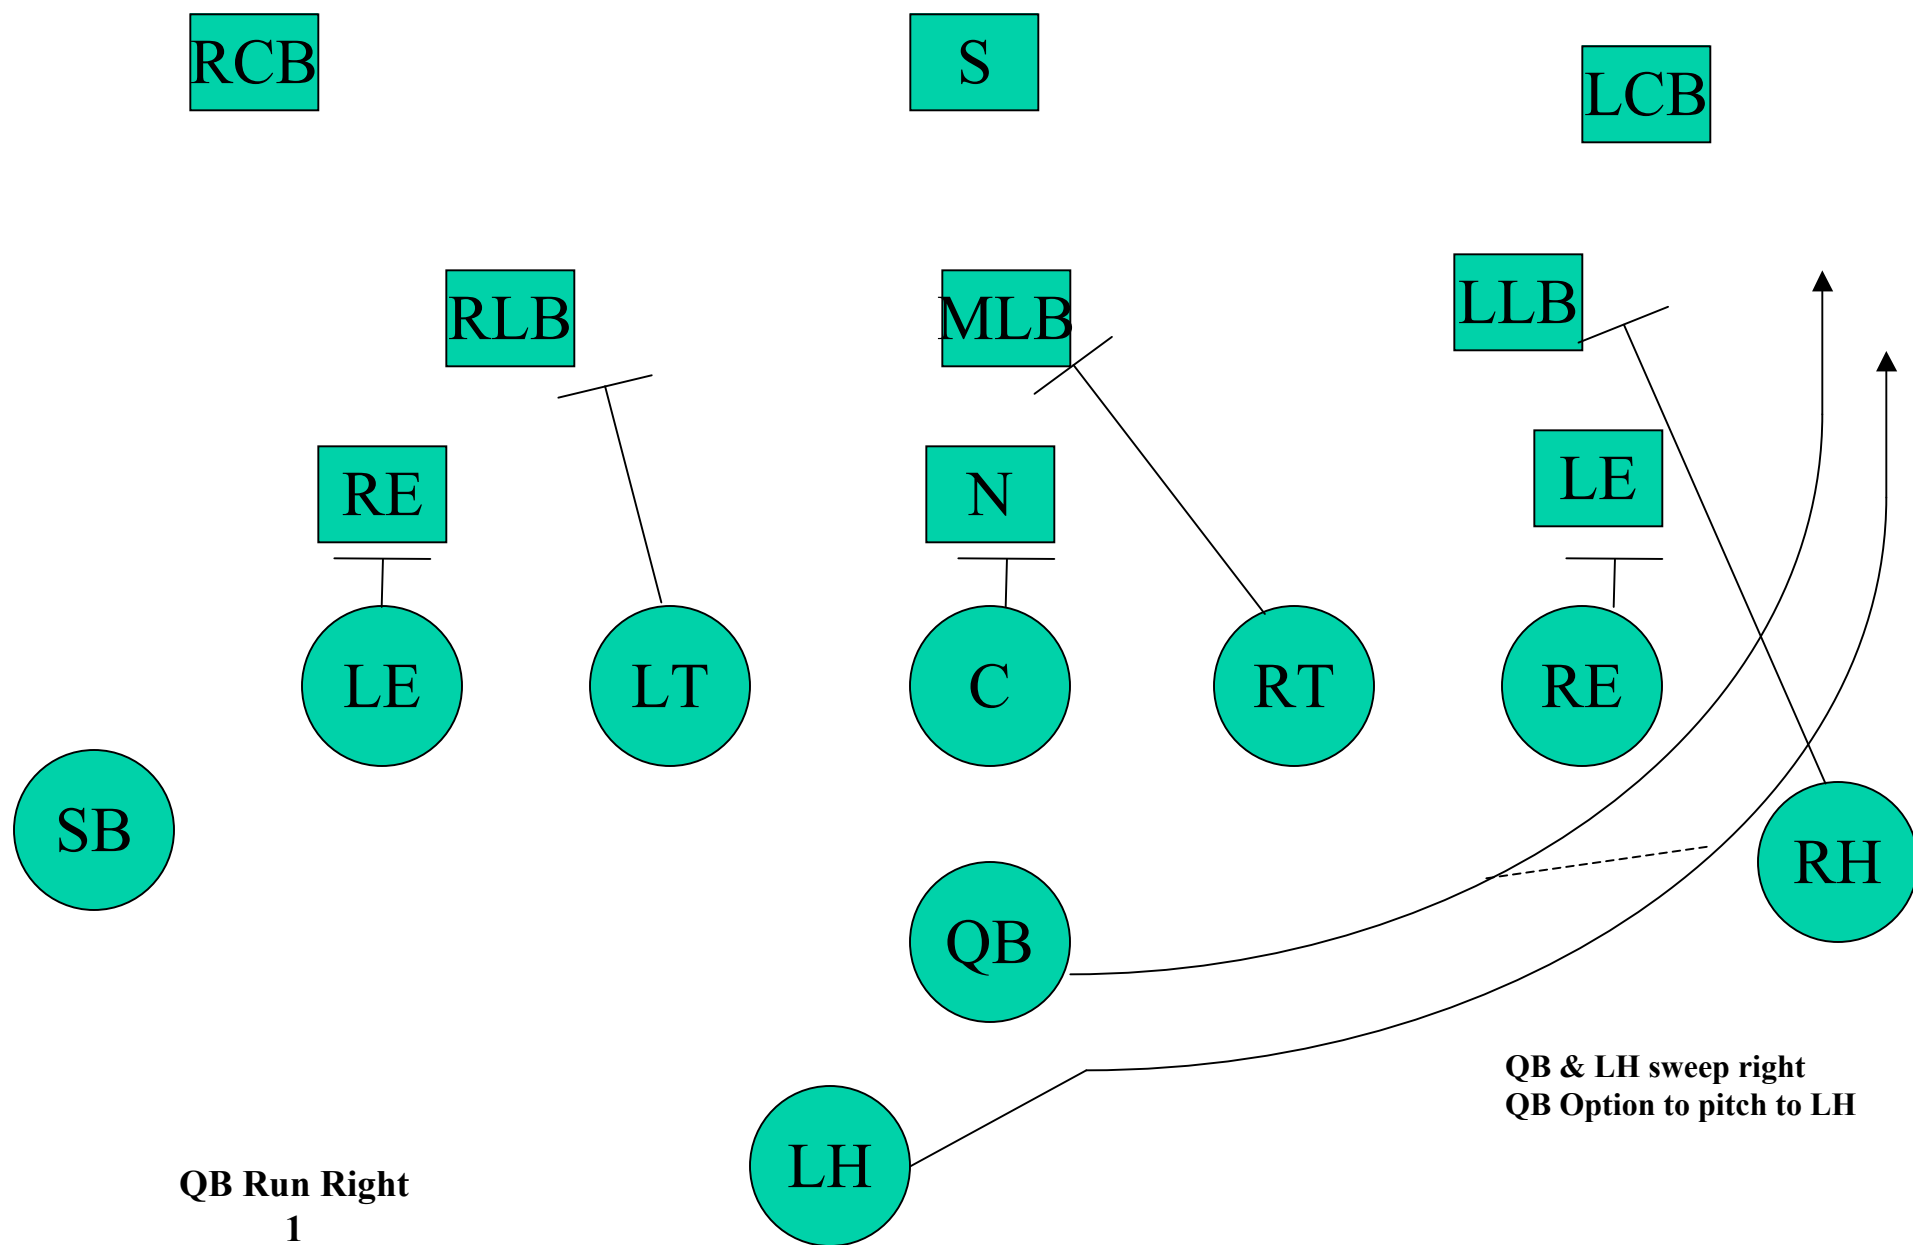 RCB
S
LCB
RLB
MLB
LLB
RE
N
LE
LE
LT
C
RT
RE
SB
QB
RH
LH
QB & LH sweep right
QB Option to pitch to LH
QB Run Right
1